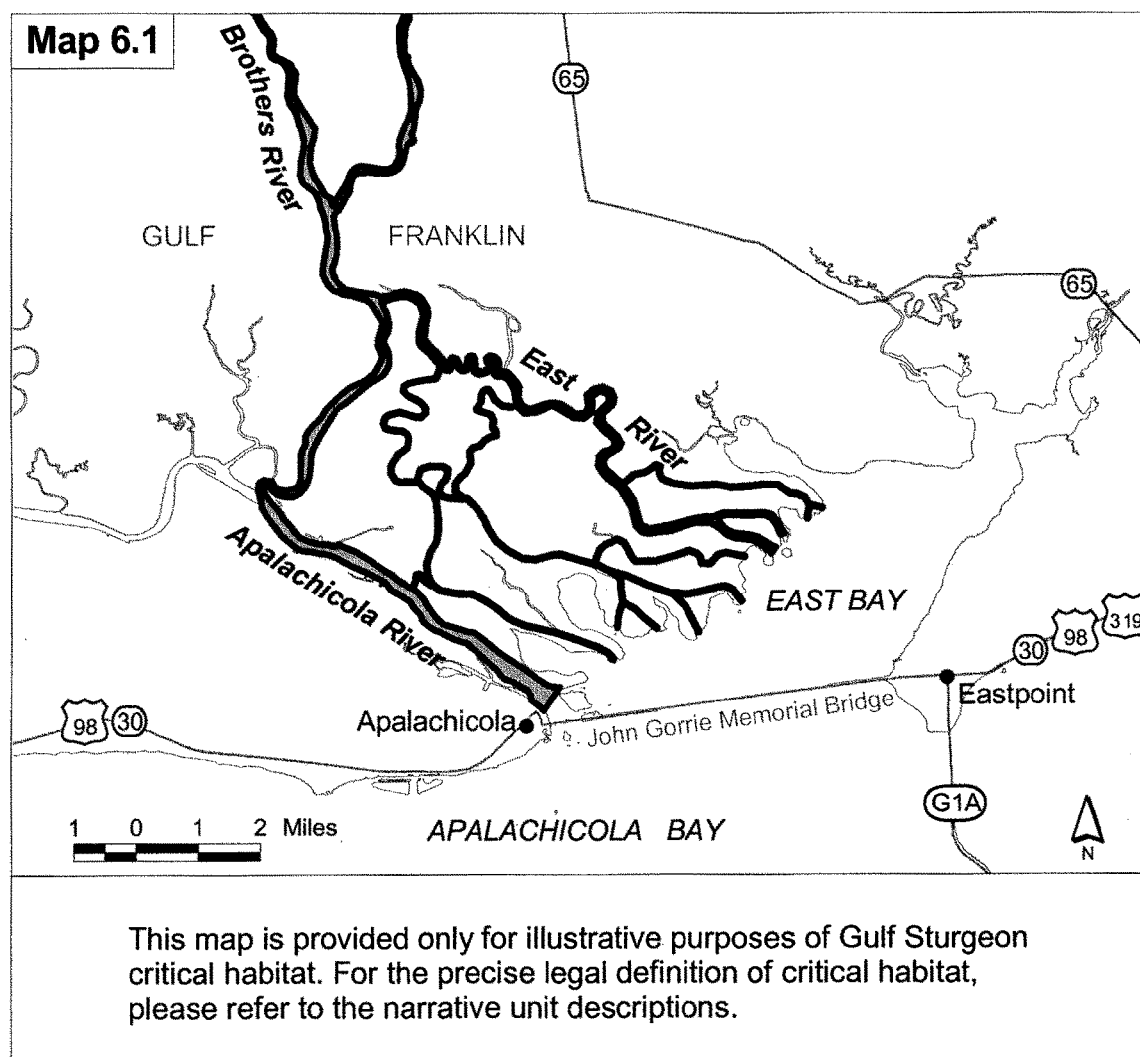 Map 6.1
Brothers River
65
GULF
FRANKLIN
65
East River
Apalachicola River
EAST BAY
319
98
30
Eastpoint
98
30
Apalachicola
John Gorrie Memorial Bridge
G1A
1 0 1 2 Miles
APALACHICOLA BAY
N
This map is provided only for illustrative purposes of Gulf Sturgeon
critical habitat. For the precise legal definition of critical habitat,
please refer to the narrative unit descriptions.